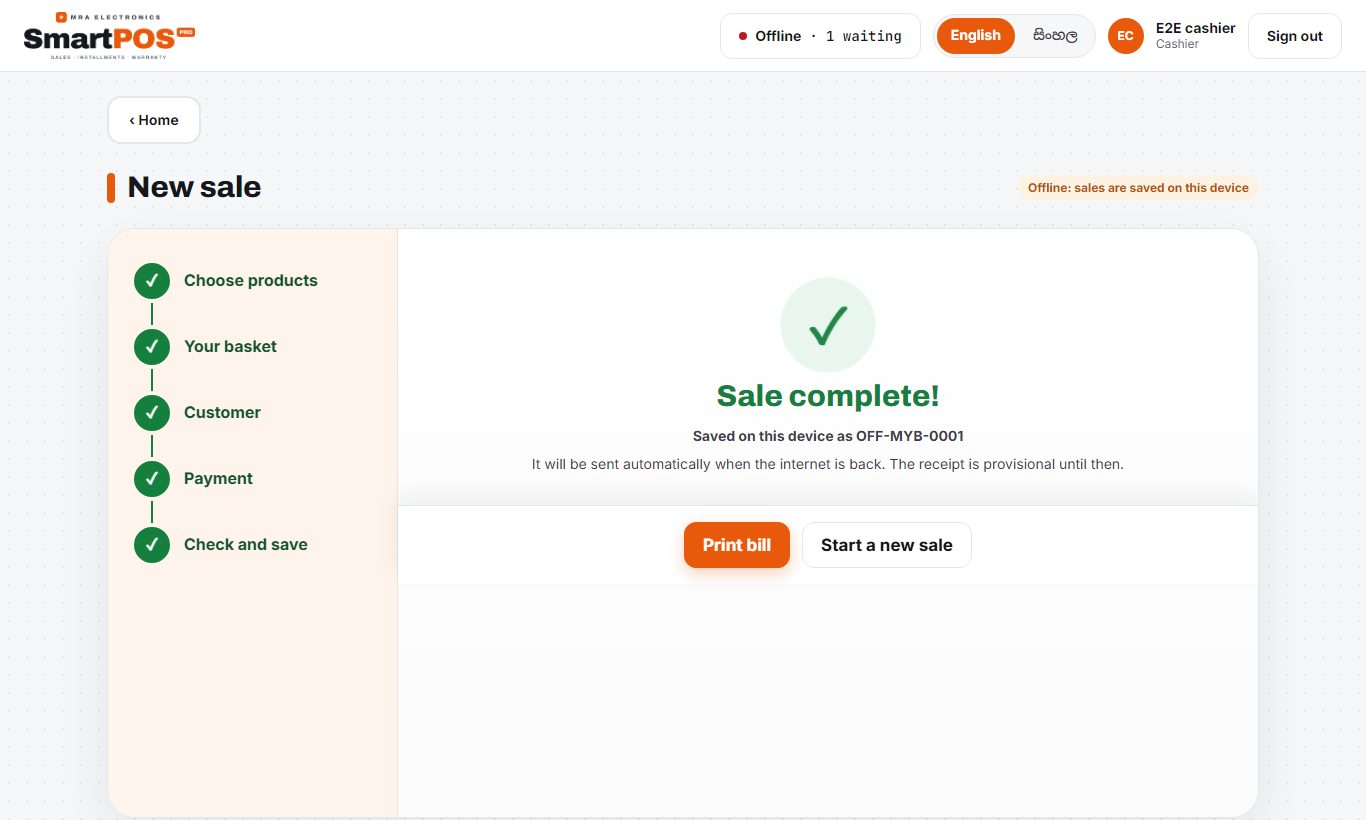 MRA ELECTRONICS
SmartPOS PRO
SALES · INSTALLMENTS · WARRANTY
Offline · 1 waiting
English
සිංහල
EC
E2E cashier
Cashier
Sign out
‹ Home
New sale
Offline: sales are saved on this device
Choose products
Your basket
Customer
Payment
Check and save
Sale complete!
Saved on this device as OFF-MYB-0001
It will be sent automatically when the internet is back. The receipt is provisional until then.
Print bill
Start a new sale